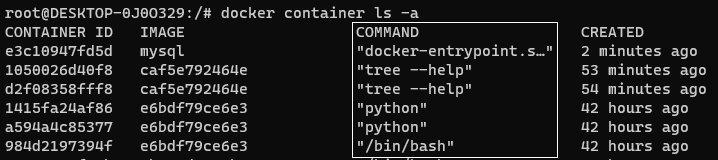 root@DESKTOP-0J0O329:/# docker container ls -a
CONTAINER ID   IMAGE          COMMAND                  CREATED
e3c10947fd5d   mysql          "docker-entrypoint.s…"   2 minutes ago
1050026d40f8   caf5e792464e   "tree --help"            53 minutes ago
d2f08358fff8   caf5e792464e   "tree --help"            54 minutes ago
1415fa24af86   e6bdf79ce6e3   "python"                 42 hours ago
a594a4c85377   e6bdf79ce6e3   "python"                 42 hours ago
984d2197394f   e6bdf79ce6e3   "/bin/bash"              42 hours ago